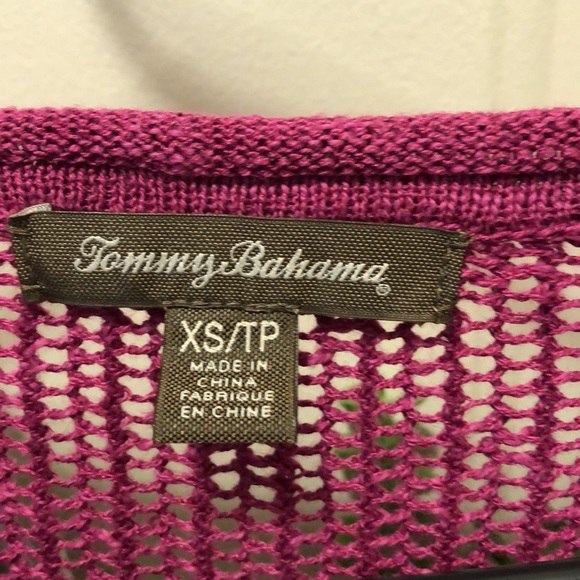 Tommy Bahama®
XS/TP
MADE IN
CHINA
FABRIQUE
EN CHINE